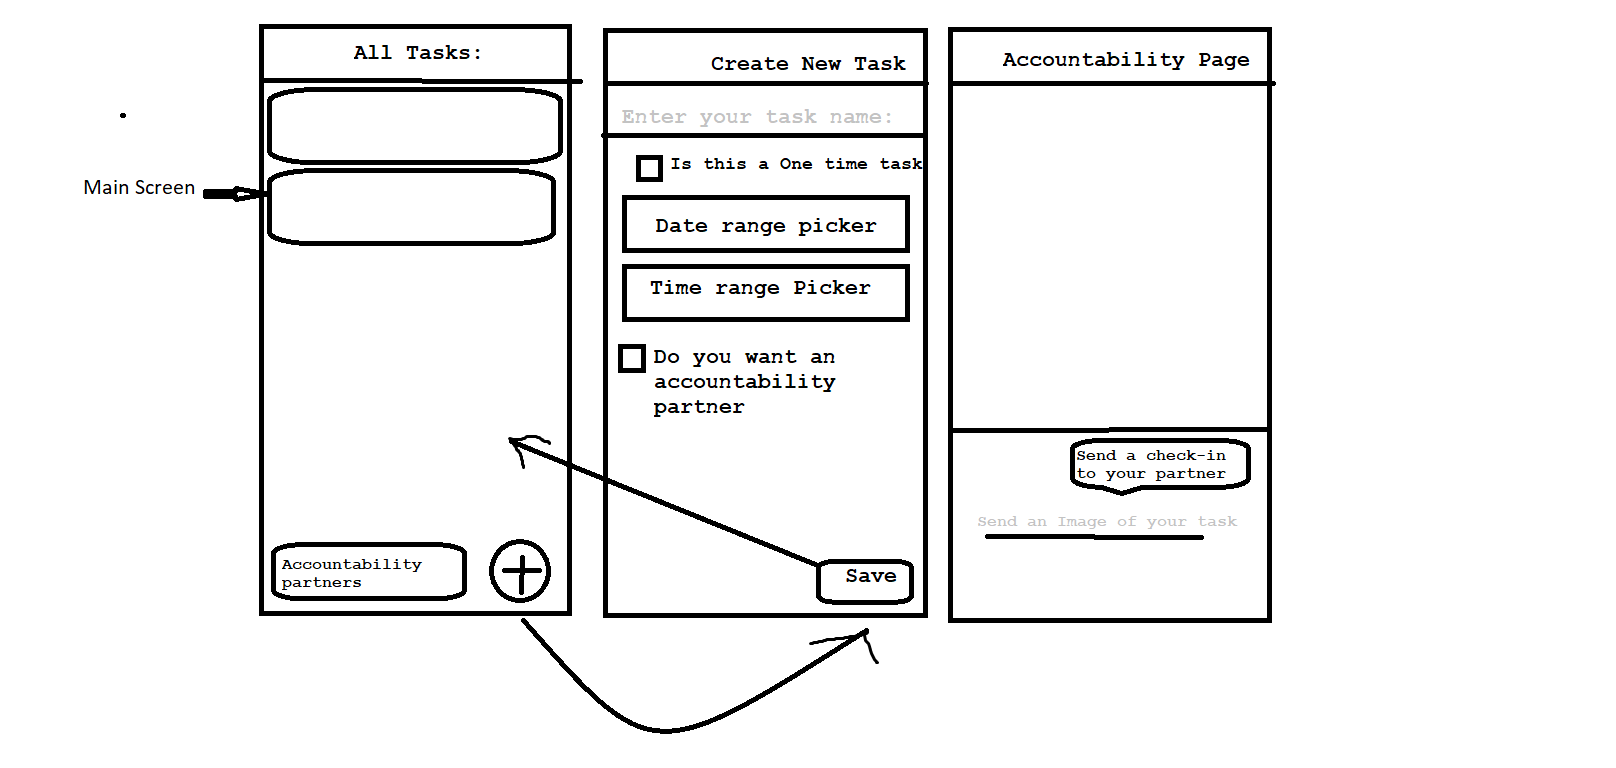 Main Screen
All Tasks:
Accountability
partners
Create New Task
Enter your task name:
Is this a One time task
Date range picker
Time range Picker
Do you want an
accountability
partner
Save
Accountability Page
Send a check-in
to your partner
Send an Image of your task